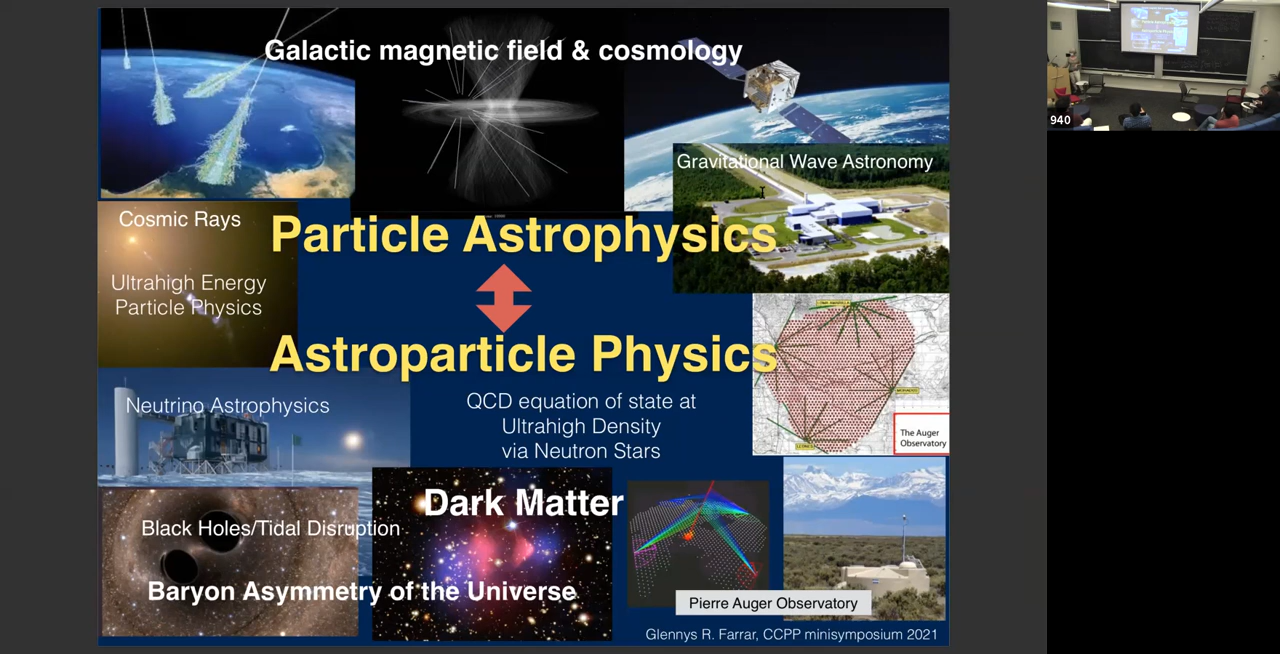 Galactic magnetic field & cosmology
940
Gravitational Wave Astronomy
Cosmic Rays
Particle Astrophysics
Ultrahigh Energy
Particle Physics
Astroparticle Physics
Neutrino Astrophysics
QCD equation of state at
Ultrahigh Density
via Neutron Stars
The Auger
Observatory
Dark Matter
Black Holes/Tidal Disruption
Baryon Asymmetry of the Universe
Pierre Auger Observatory
Glennys R. Farrar, CCPP minisymposium 2021